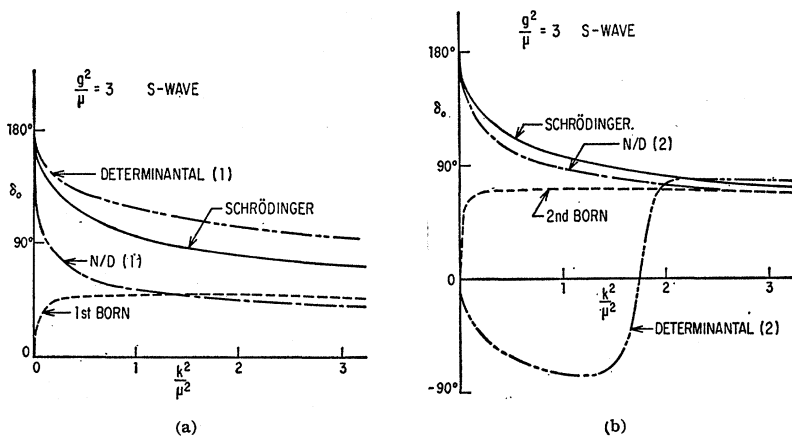 g²/μ = 3 S-WAVE
180°
DETERMINANTAL (1)
δ₀
SCHRÖDINGER
90°
N/D (1)
1st BORN
0
0 1 2 3
k²/μ²
(a)
g²/μ = 3 S-WAVE
180°
δ₀
SCHRÖDINGER
N/D (2)
90°
2nd BORN
0
1 2 3
k²/μ²
DETERMINANTAL (2)
-90°
(b)